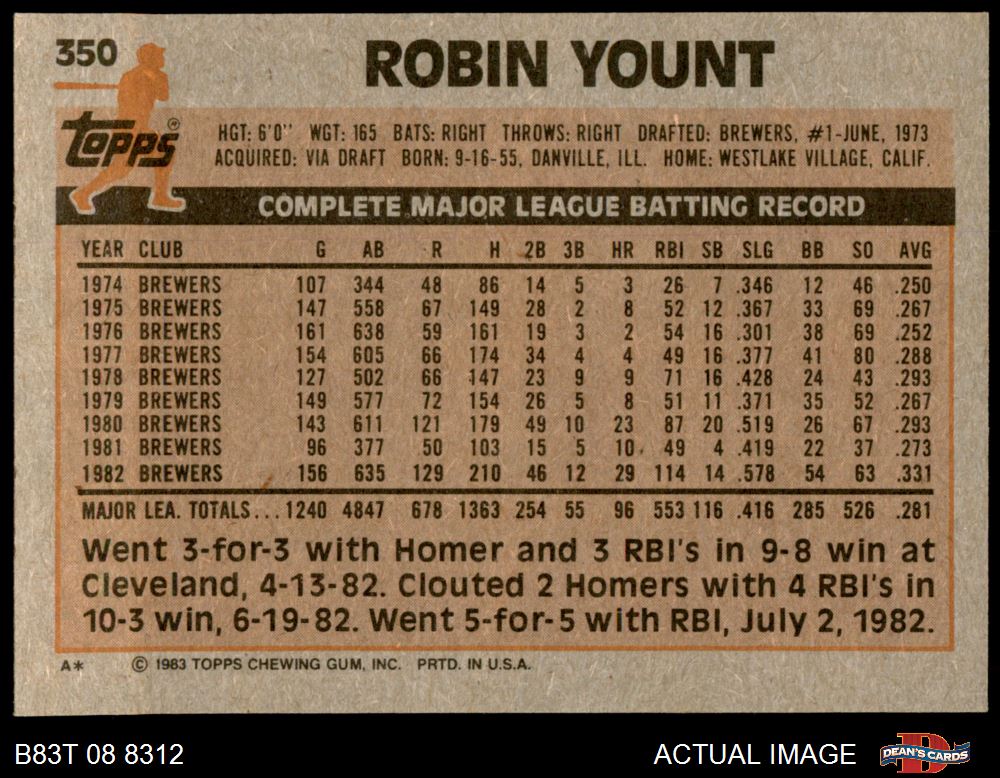 350
ROBIN YOUNT
topps®
HGT: 6'0" WGT: 165 BATS: RIGHT THROWS: RIGHT DRAFTED: BREWERS, #1-JUNE, 1973
ACQUIRED: VIA DRAFT BORN: 9-16-55, DANVILLE, ILL. HOME: WESTLAKE VILLAGE, CALIF.
COMPLETE MAJOR LEAGUE BATTING RECORD
YEAR CLUB G AB R H 2B 3B HR RBI SB SLG BB SO AVG
1974 BREWERS 107 344 48 86 14 5 3 26 7 .346 12 46 .250
1975 BREWERS 147 558 67 149 28 2 8 52 12 .367 33 69 .267
1976 BREWERS 161 638 59 161 19 3 2 54 16 .301 38 69 .252
1977 BREWERS 154 605 66 174 34 4 4 49 16 .377 41 80 .288
1978 BREWERS 127 502 66 147 23 9 9 71 16 .428 24 43 .293
1979 BREWERS 149 577 72 154 26 5 8 51 11 .371 35 52 .267
1980 BREWERS 143 611 121 179 49 10 23 87 20 .519 26 67 .293
1981 BREWERS 96 377 50 103 15 5 10 49 4 .419 22 37 .273
1982 BREWERS 156 635 129 210 46 12 29 114 14 .578 54 63 .331
MAJOR LEA. TOTALS...1240 4847 678 1363 254 55 96 553 116 .416 285 526 .281
Went 3-for-3 with Homer and 3 RBI's in 9-8 win at
Cleveland, 4-13-82. Clouted 2 Homers with 4 RBI's in
10-3 win, 6-19-82. Went 5-for-5 with RBI, July 2, 1982.
A* © 1983 TOPPS CHEWING GUM, INC. PRTD. IN U.S.A.
B83T 08 8312
ACTUAL IMAGE
DEAN'S CARDS